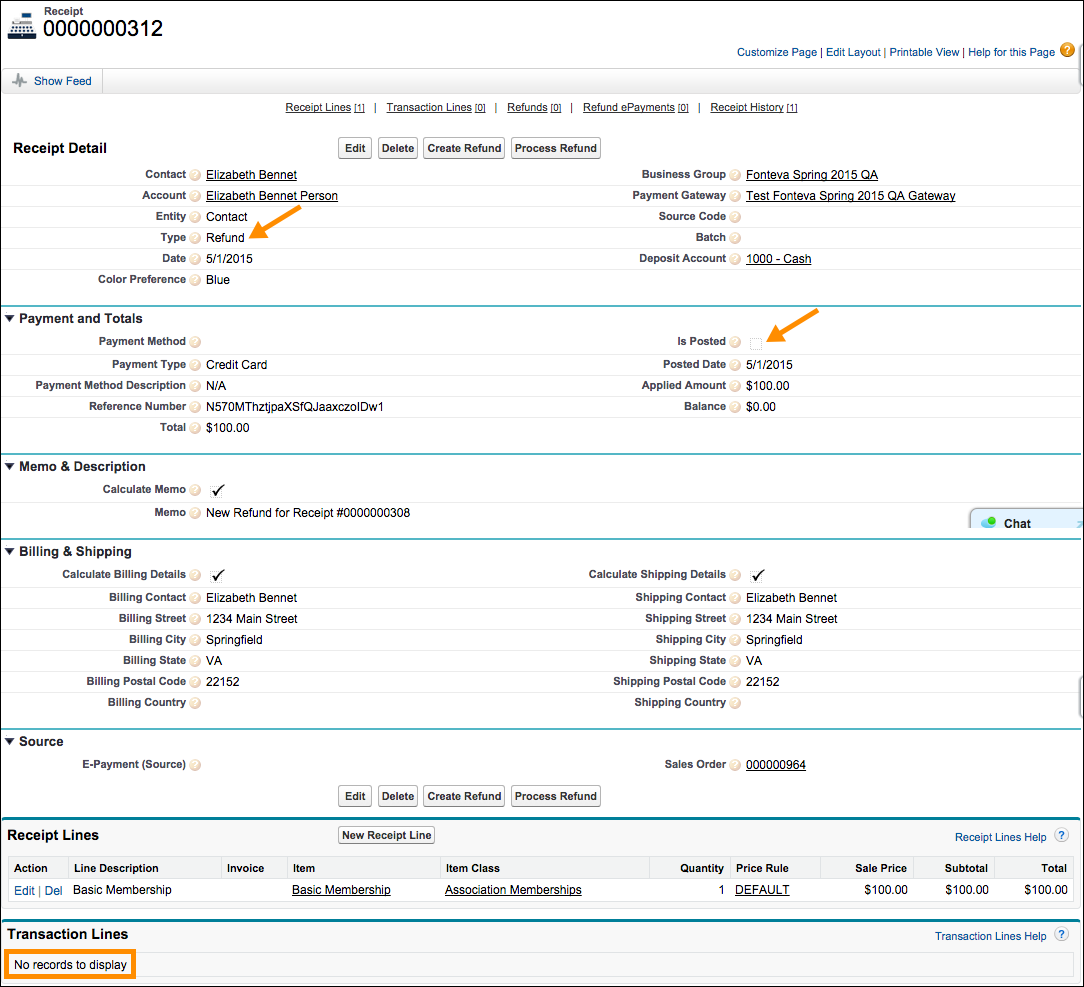 Receipt
0000000312
Customize Page | Edit Layout | Printable View | Help for this Page ?
Show Feed
Receipt Lines [1] | Transaction Lines [0] | Refunds [0] | Refund ePayments [0] | Receipt History [1]
Receipt Detail Edit Delete Create Refund Process Refund
Contact ? Elizabeth Bennet Business Group ? Fonteva Spring 2015 QA
Account ? Elizabeth Bennet Person Payment Gateway ? Test Fonteva Spring 2015 QA Gateway
Entity ? Contact Source Code ?
Type ? Refund Batch ?
Date ? 5/1/2015 Deposit Account ? 1000 - Cash
Color Preference ? Blue
Payment and Totals
Payment Method ? Is Posted ?
Payment Type ? Credit Card Posted Date ? 5/1/2015
Payment Method Description ? N/A Applied Amount ? $100.00
Reference Number ? N570MThztjpaXSfQJaaxczoIDw1 Balance ? $0.00
Total ? $100.00
Memo & Description
Calculate Memo ?
Memo ? New Refund for Receipt #0000000308
Chat
Billing & Shipping
Calculate Billing Details ? Calculate Shipping Details ?
Billing Contact ? Elizabeth Bennet Shipping Contact ? Elizabeth Bennet
Billing Street ? 1234 Main Street Shipping Street ? 1234 Main Street
Billing City ? Springfield Shipping City ? Springfield
Billing State ? VA Shipping State ? VA
Billing Postal Code ? 22152 Shipping Postal Code ? 22152
Billing Country ? Shipping Country ?
Source
E-Payment (Source) ? Sales Order ? 000000964
Edit Delete Create Refund Process Refund
Receipt Lines New Receipt Line Receipt Lines Help ?
Action Line Description Invoice Item Item Class Quantity Price Rule Sale Price Subtotal Total
Edit | Del Basic Membership Basic Membership Association Memberships 1 DEFAULT $100.00 $100.00 $100.00
Transaction Lines Transaction Lines Help ?
No records to display